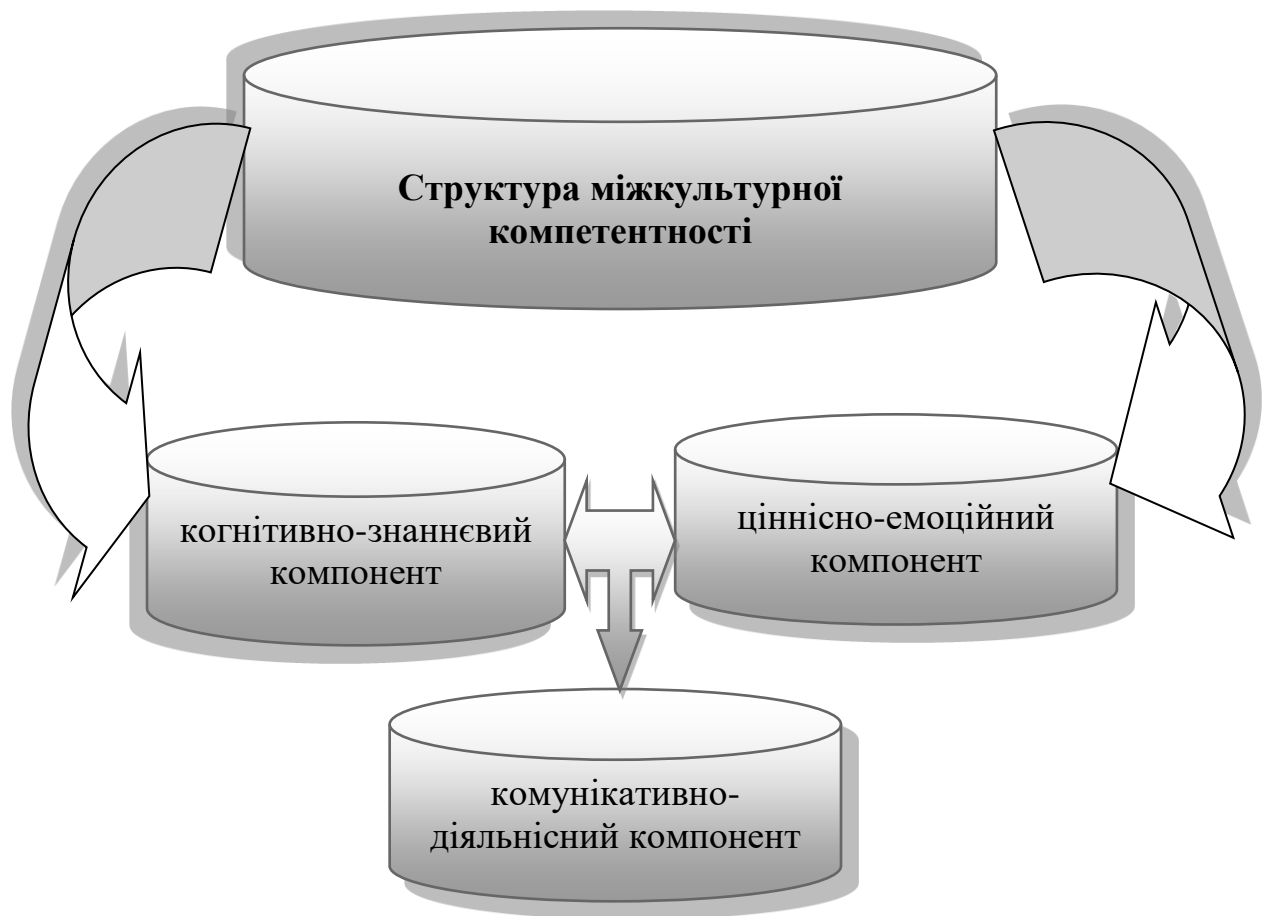 Структура міжкультурної
компетентності
когнітивно-знаннєвий
компонент
ціннісно-емоційний
компонент
комунікативно-
діяльнісний компонент